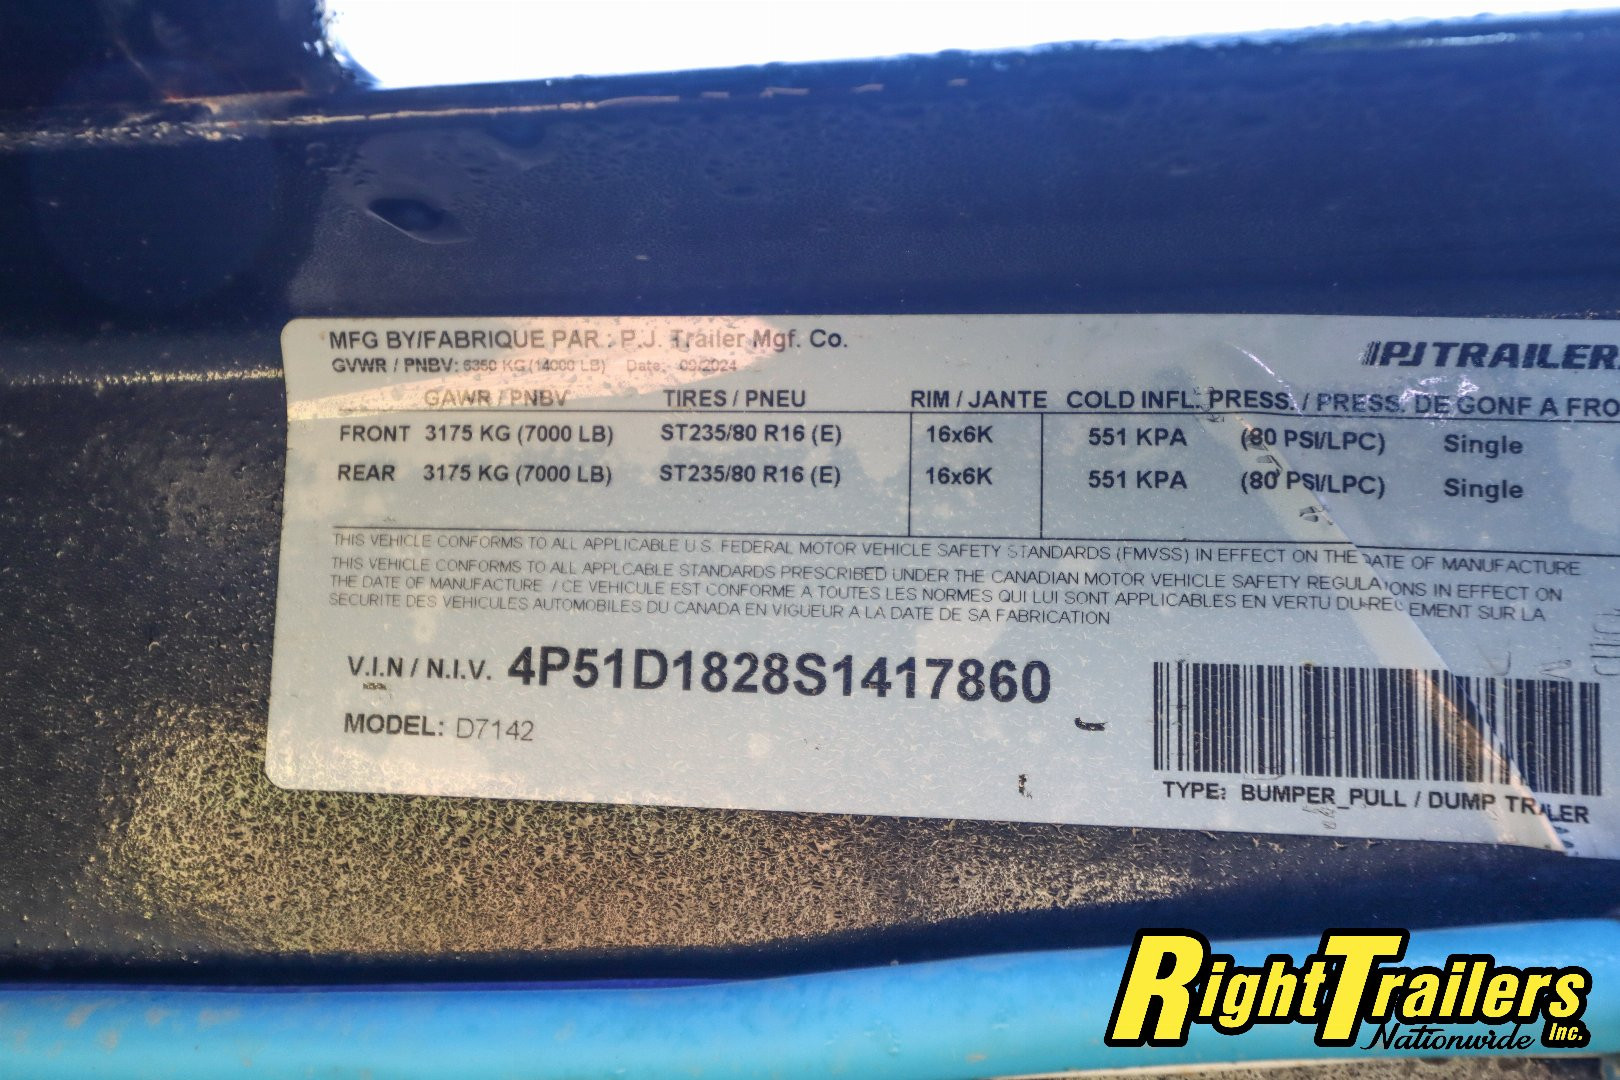 MFG BY/FABRIQUE PAR : P.J. Trailer Mgf. Co.
GVWR / PNBV: 6350 KG (14000 LB) Date: 09/2024
PJ TRAILERS
GAWR / PNBV TIRES / PNEU RIM / JANTE COLD INFL. PRESS. / PRESS. DE GONF A FRO
FRONT 3175 KG (7000 LB) ST235/80 R16 (E) 16x6K 551 KPA (80 PSI/LPC) Single
REAR 3175 KG (7000 LB) ST235/80 R16 (E) 16x6K 551 KPA (80 PSI/LPC) Single
THIS VEHICLE CONFORMS TO ALL APPLICABLE U.S. FEDERAL MOTOR VEHICLE SAFETY STANDARDS (FMVSS) IN EFFECT ON THE DATE OF MANUFACTURE
THIS VEHICLE CONFORMS TO ALL APPLCABLE STANDARDS PRESCRIBED UNDER THE CANADIAN MOTOR VEHICLE SAFETY REGULATIONS IN EFFECT ON
THE DATE OF MANUFACTURE / CE VEHICULE EST CONFORME A TOUTES LES NORMES QUI LUI SONT APPLICABLES EN VERTU DU REGLEMENT SUR LA
SECURITE DES VEHICULES AUTOMOBILES DU CANADA EN VIGUEUR A LA DATE DE SA FABRICATION
V.I.N / N.I.V. 4P51D1828S1417860
MODEL: D7142
TYPE: BUMPER_PULL / DUMP TRAILER
RightTrailers
Nationwide Inc.